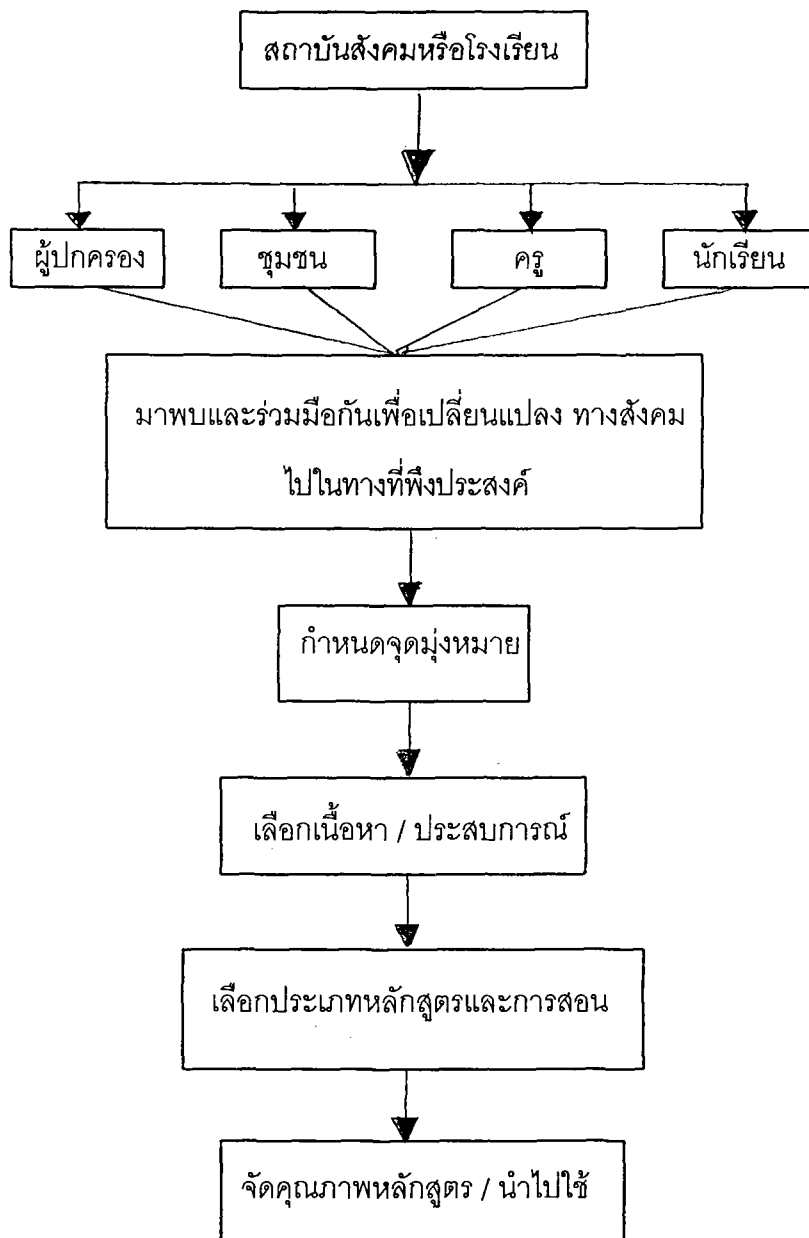 สถาบันสังคมหรือโรงเรียน
ผู้ปกครอง
ชุมชน
ครู
นักเรียน
มาพบและร่วมมือกันเพื่อเปลี่ยนแปลง ทางสังคม
ไปในทางที่พึงประสงค์
กำหนดจุดมุ่งหมาย
เลือกเนื้อหา / ประสบการณ์
เลือกประเภทหลักสูตรและการสอน
จัดคุณภาพหลักสูตร / นำไปใช้